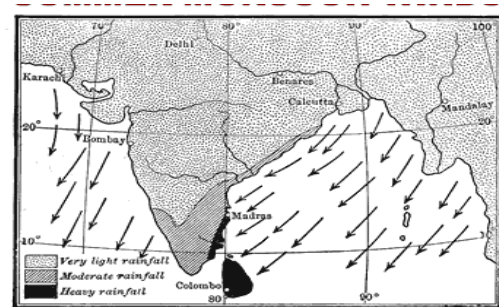 70°
80°
90
100
Delhi
Karachi
Benares
Calcutta
Mandalay
20°
20
Bombay
Madras
10°
Very light rainfall
Moderate rainfall
Heavy rainfall
Colombo
80
90°